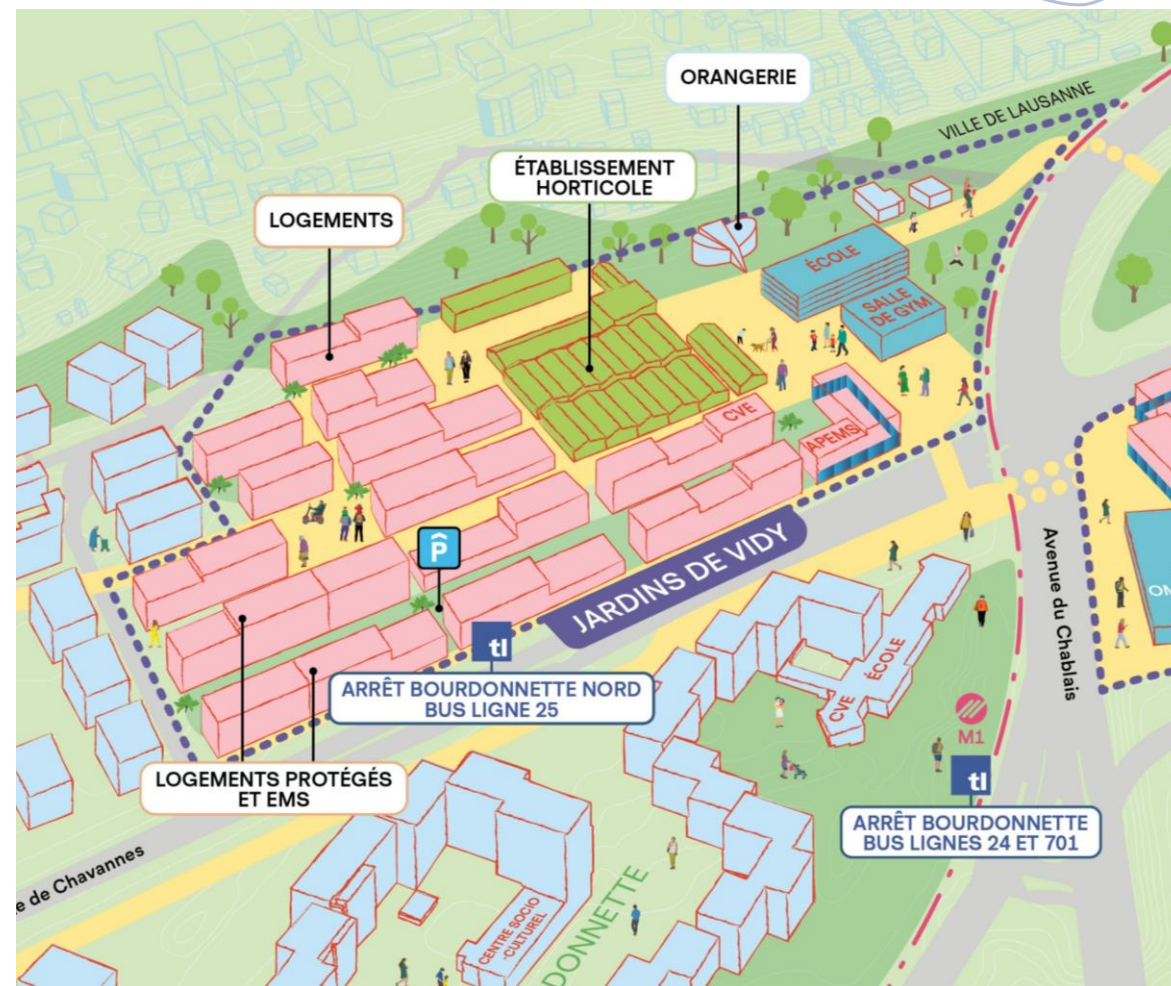 ORANGERIE
VILLE DE LAUSANNE
ÉTABLISSEMENT
HORTICOLE
LOGEMENTS
ÉCOLE
SALLE
DE GYM
CVE
APEMS
P
JARDINS DE VIDY
tl
ARRÊT BOURDONNETTE NORD
BUS LIGNE 25
Avenue du Chablais
CVE ÉCOLE
M1
tl
ARRÊT BOURDONNETTE
BUS LIGNES 24 ET 701
LOGEMENTS PROTÉGÉS
ET EMS
e de Chavannes
CENTRE SOCIO
-CULTUREL
DONNETTE
OM